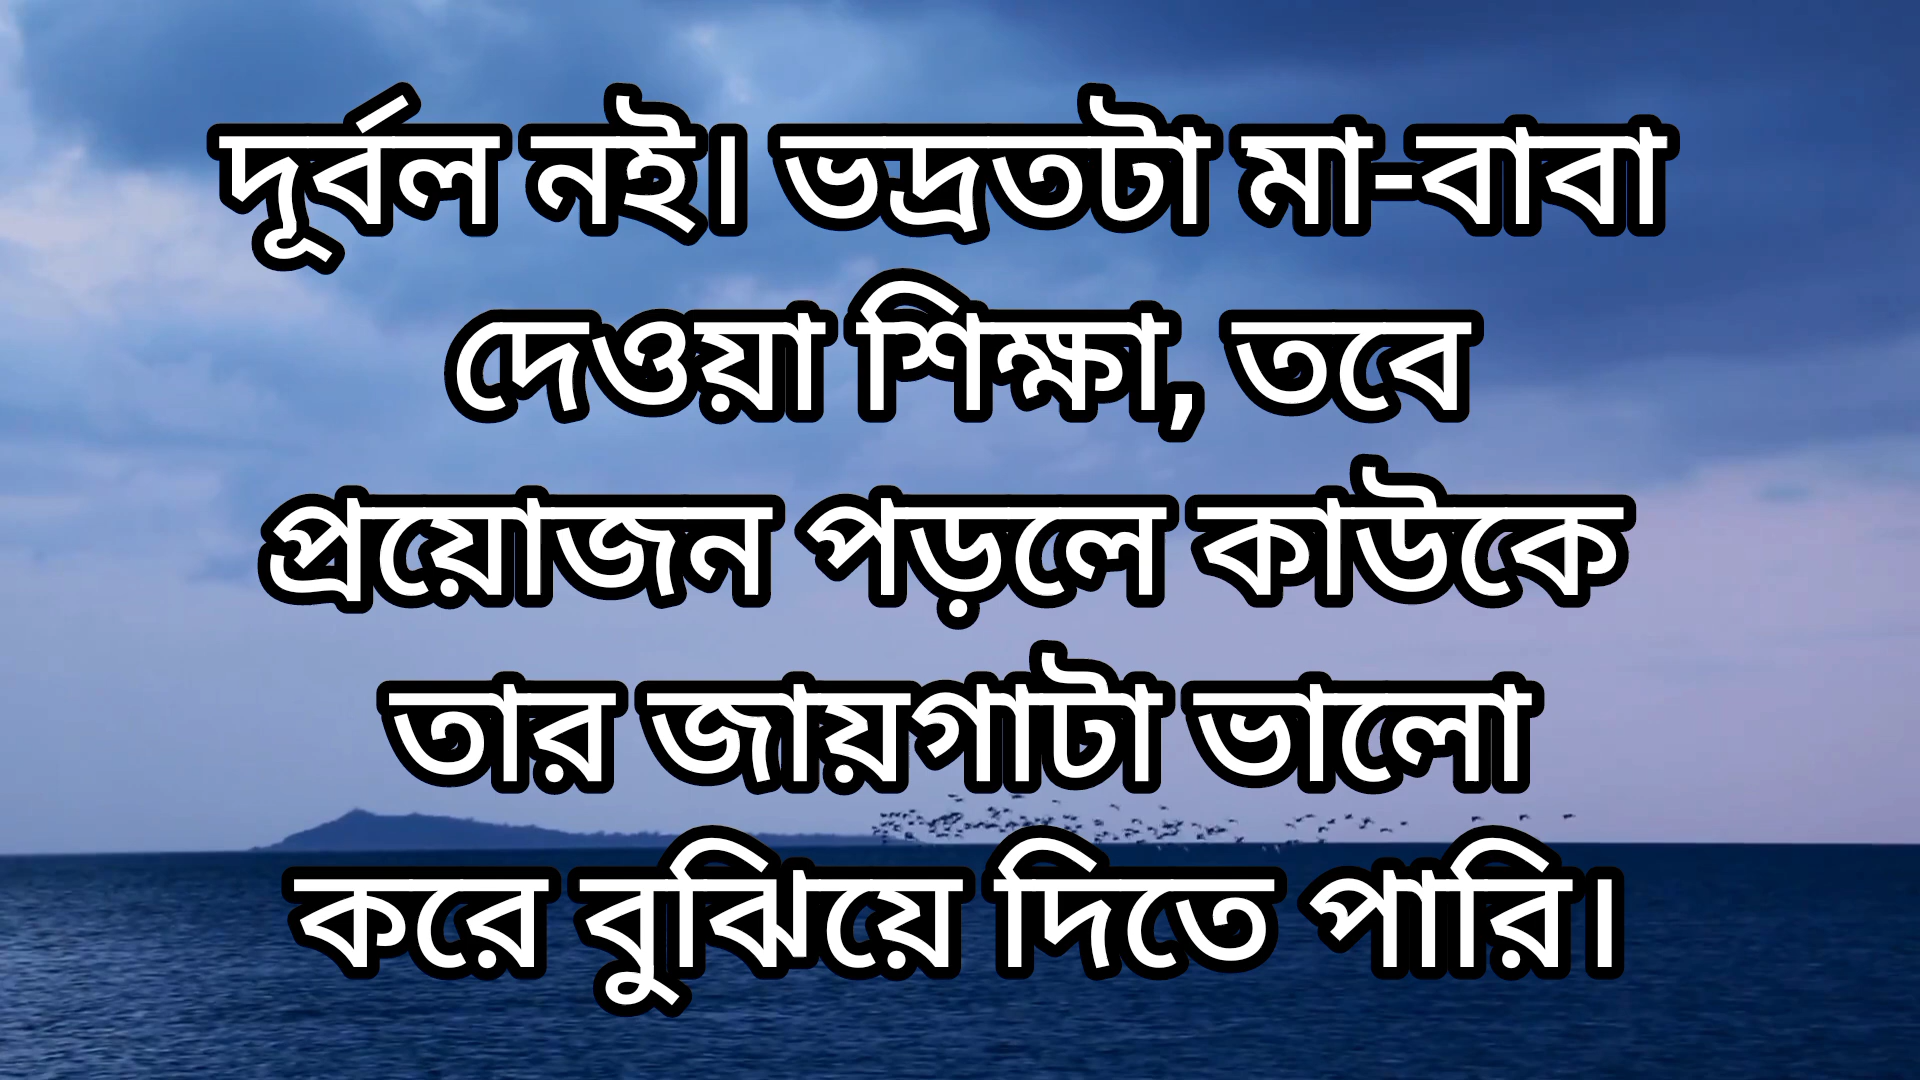 দূর্বল নই। ভদ্রতটা মা-বাবা
দেওয়া শিক্ষা, তবে
প্রয়োজন পড়লে কাউকে
তার জায়গাটা ভালো
করে বুঝিয়ে দিতে পারি।